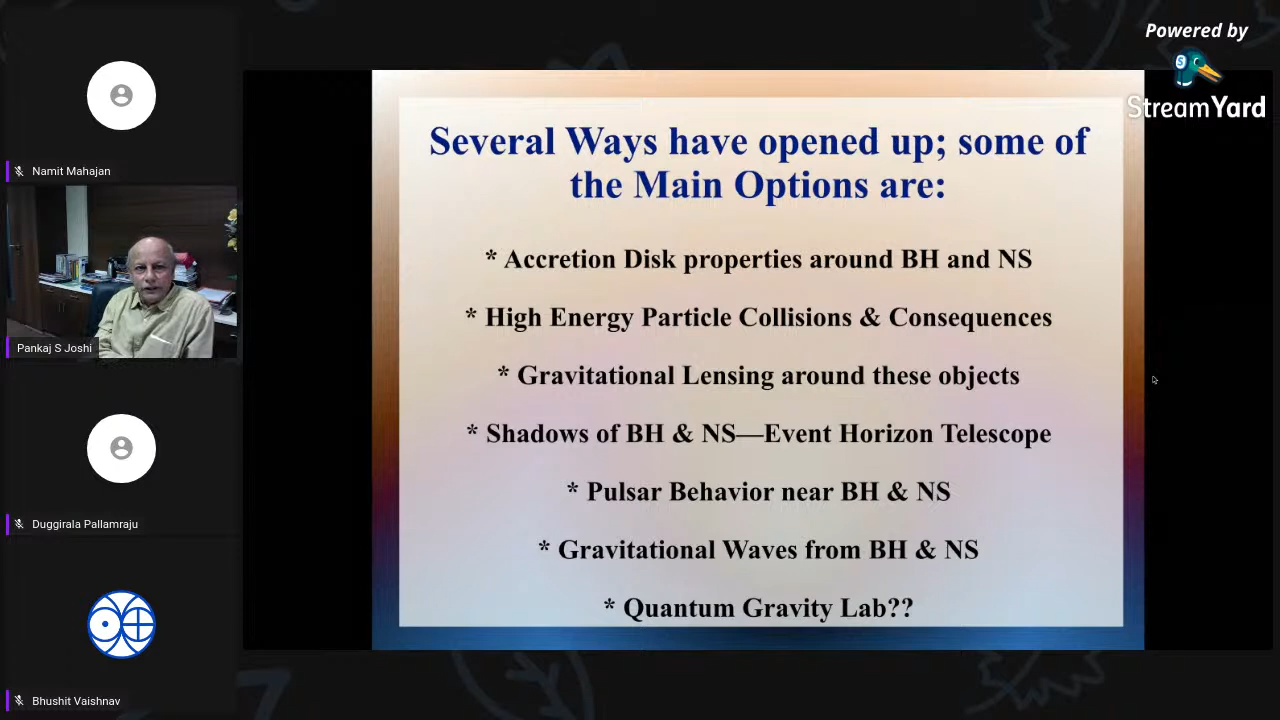 Powered by
StreamYard
Namit Mahajan
Pankaj S Joshi
Duggirala Pallamraju
Bhushit Vaishnav
Several Ways have opened up; some of
the Main Options are:
* Accretion Disk properties around BH and NS
* High Energy Particle Collisions & Consequences
* Gravitational Lensing around these objects
* Shadows of BH & NS—Event Horizon Telescope
* Pulsar Behavior near BH & NS
* Gravitational Waves from BH & NS
* Quantum Gravity Lab??